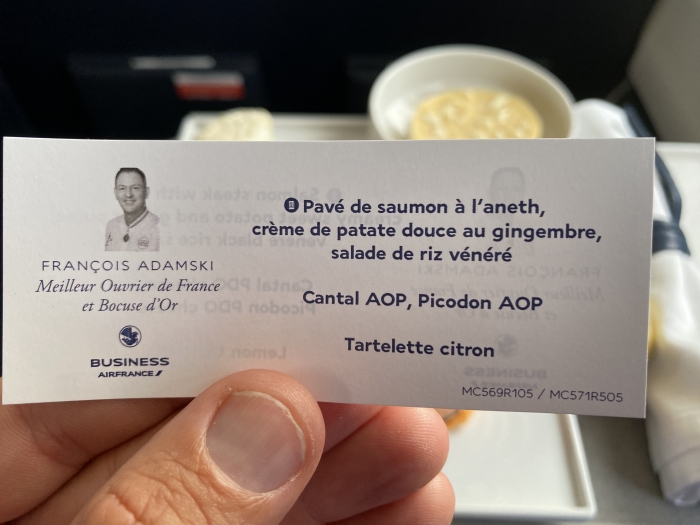 Pavé de saumon à l'aneth,
crème de patate douce au gingembre,
salade de riz vénéré
Cantal AOP, Picodon AOP
Tartelette citron
MC569R105 / MC571R505
FRANÇOIS ADAMSKI
Meilleur Ouvrier de France
et Bocuse d'Or
BUSINESS
AIRFRANCE